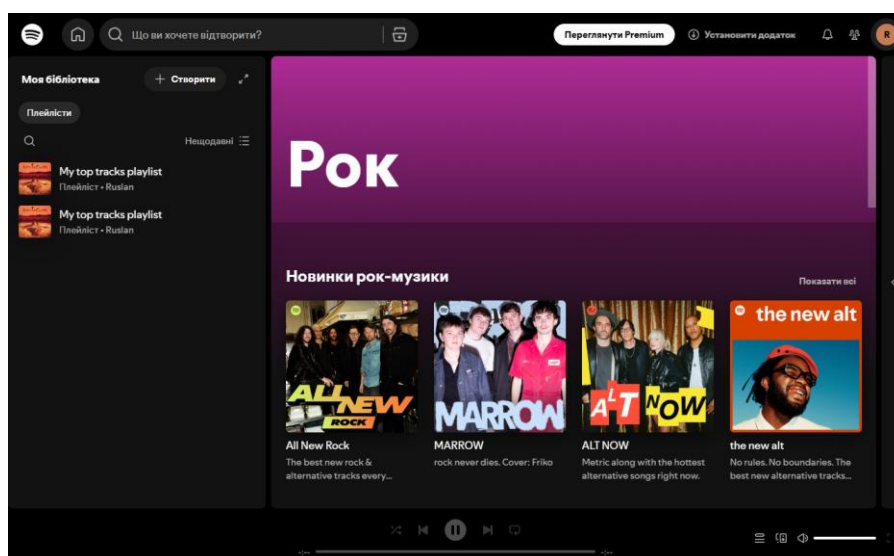 Що ви хочете відтворити?
Переглянути Premium
Установити додаток
R
Моя бібліотека
Створити
Плейлісти
Нещодавні
My top tracks playlist
Плейліст • Ruslan
My top tracks playlist
Плейліст • Ruslan
Рок
Новинки рок-музики
Показати всі
ALL NEW
ROCK
MARROW
ALT NOW
the new alt
All New Rock
The best new rock &
alternative tracks every...
MARROW
rock never dies. Cover: Friko
ALT NOW
Metric along with the hottest
alternative songs right now.
the new alt
No rules. No boundaries. The
best new alternative tracks...
-:--
-:--